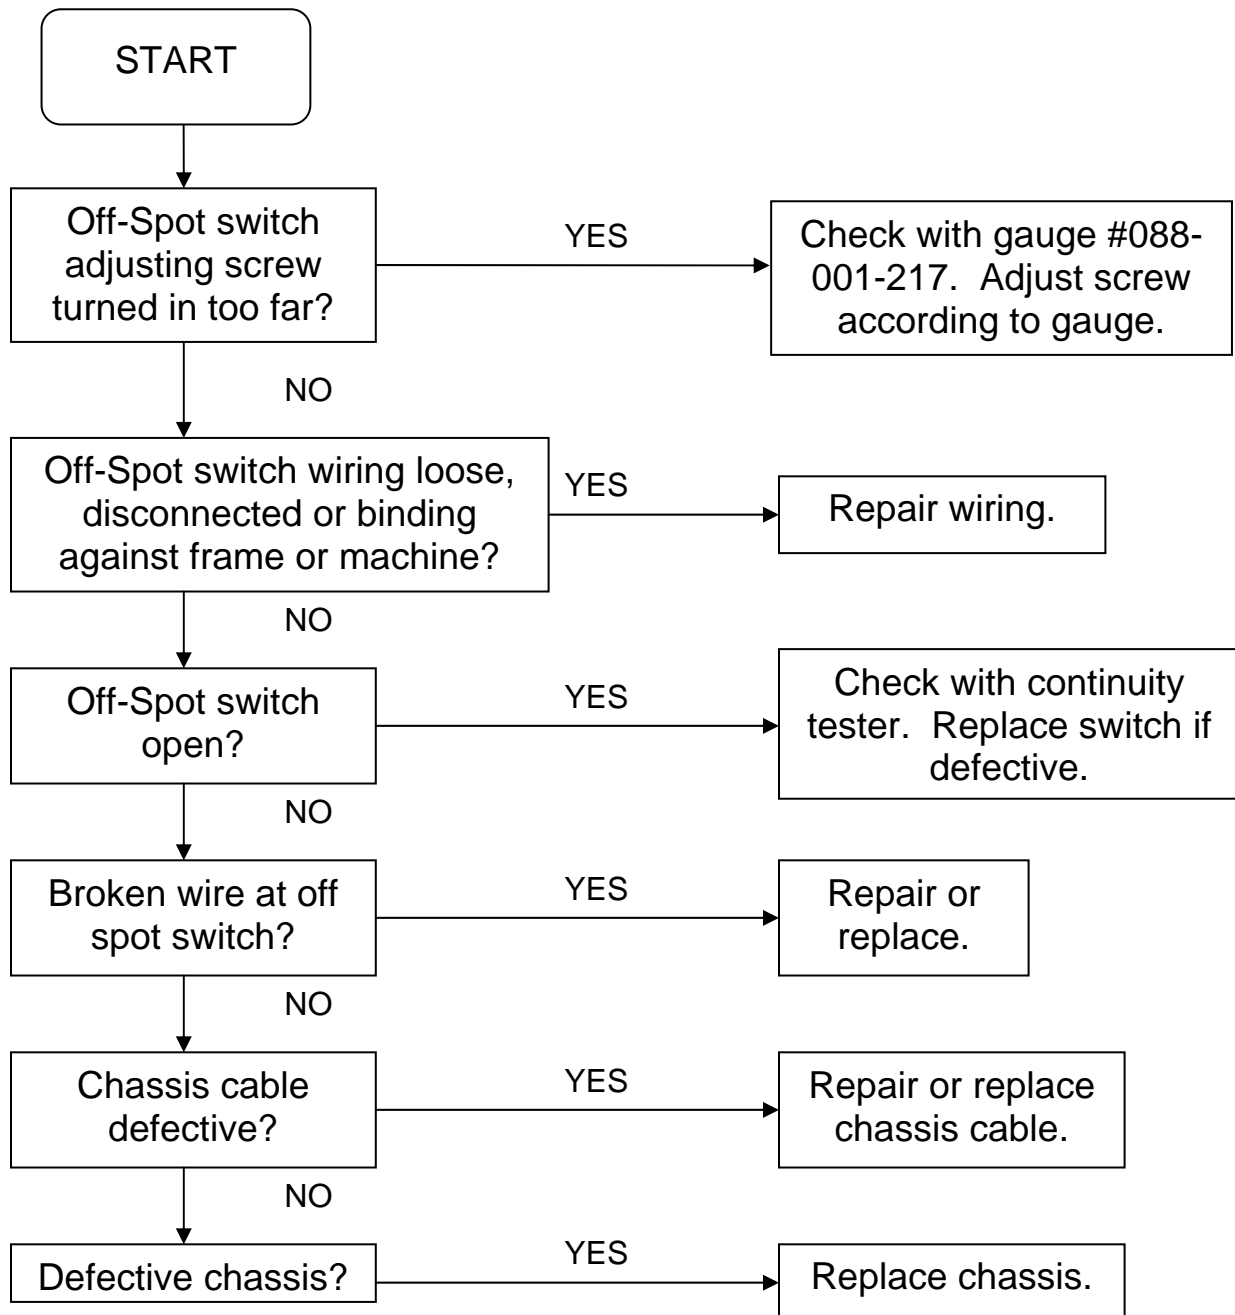 START
Off-Spot switch
adjusting screw
turned in too far?
YES
Check with gauge #088-
001-217.  Adjust screw
according to gauge.
NO
Off-Spot switch wiring loose,
disconnected or binding
against frame or machine?
YES
Repair wiring.
NO
Off-Spot switch
open?
YES
Check with continuity
tester.  Replace switch if
defective.
NO
Broken wire at off
spot switch?
YES
Repair or
replace.
NO
Chassis cable
defective?
YES
Repair or replace
chassis cable.
NO
Defective chassis?
YES
Replace chassis.